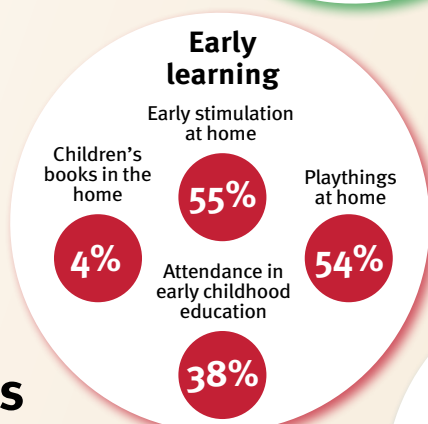 Early
learning
Early stimulation
at home
55%
Children’s
books in the
home
4%
Playthings
at home
54%
Attendance in
early childhood
education
38%
s